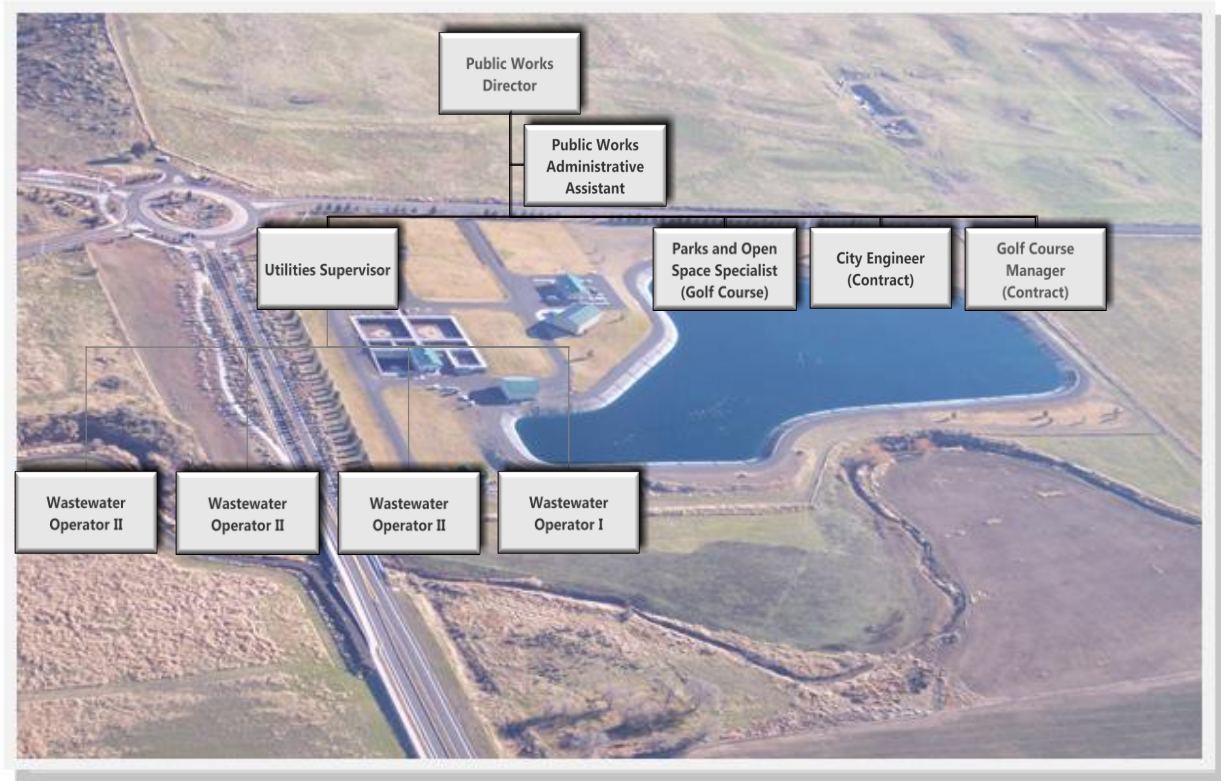 Public Works
Director
Public Works
Administrative
Assistant
Utilities Supervisor
Parks and Open
Space Specialist
(Golf Course)
City Engineer
(Contract)
Golf Course
Manager
(Contract)
Wastewater
Operator II
Wastewater
Operator II
Wastewater
Operator II
Wastewater
Operator I